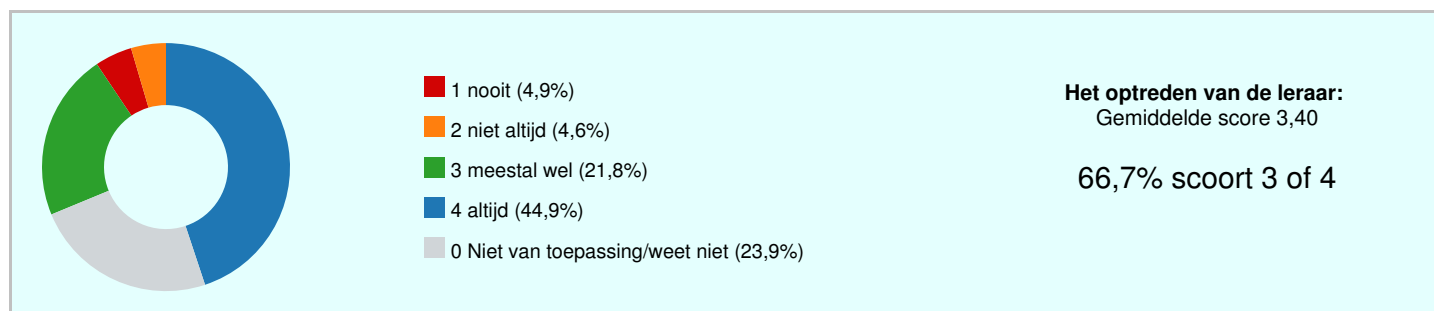 1 nooit (4,9%)
2 niet altijd (4,6%)
3 meestal wel (21,8%)
4 altijd (44,9%)
0 Niet van toepassing/weet niet (23,9%)
Het optreden van de leraar:
Gemiddelde score 3,40
66,7% scoort 3 of 4